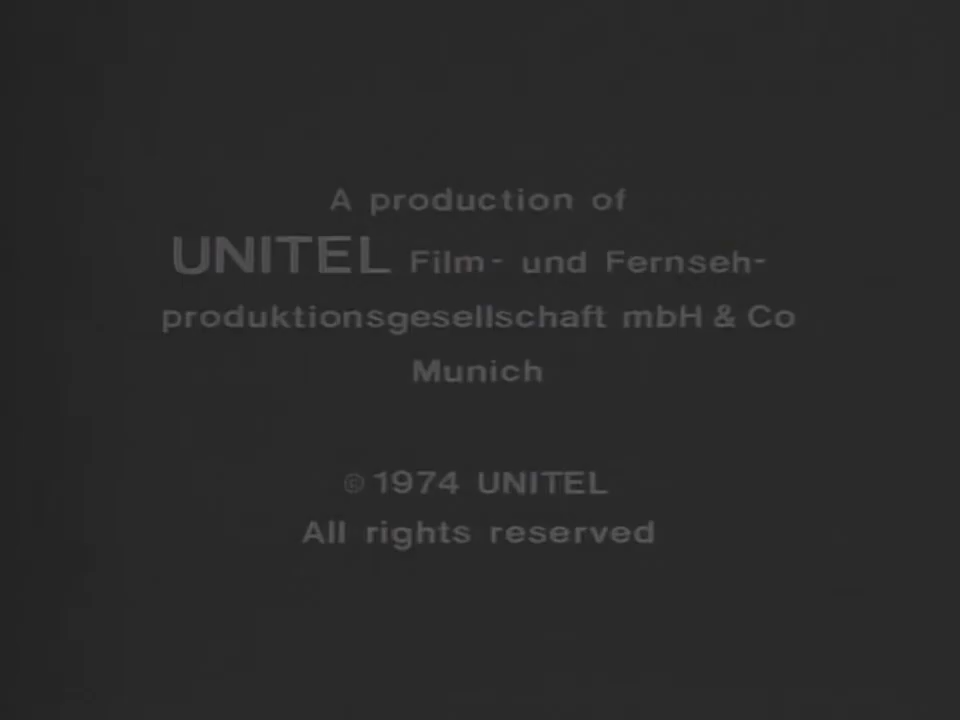 A production of
UNITEL Film- und Fernseh-
produktionsgesellschaft mbH & Co
Munich
© 1974 UNITEL
All rights reserved